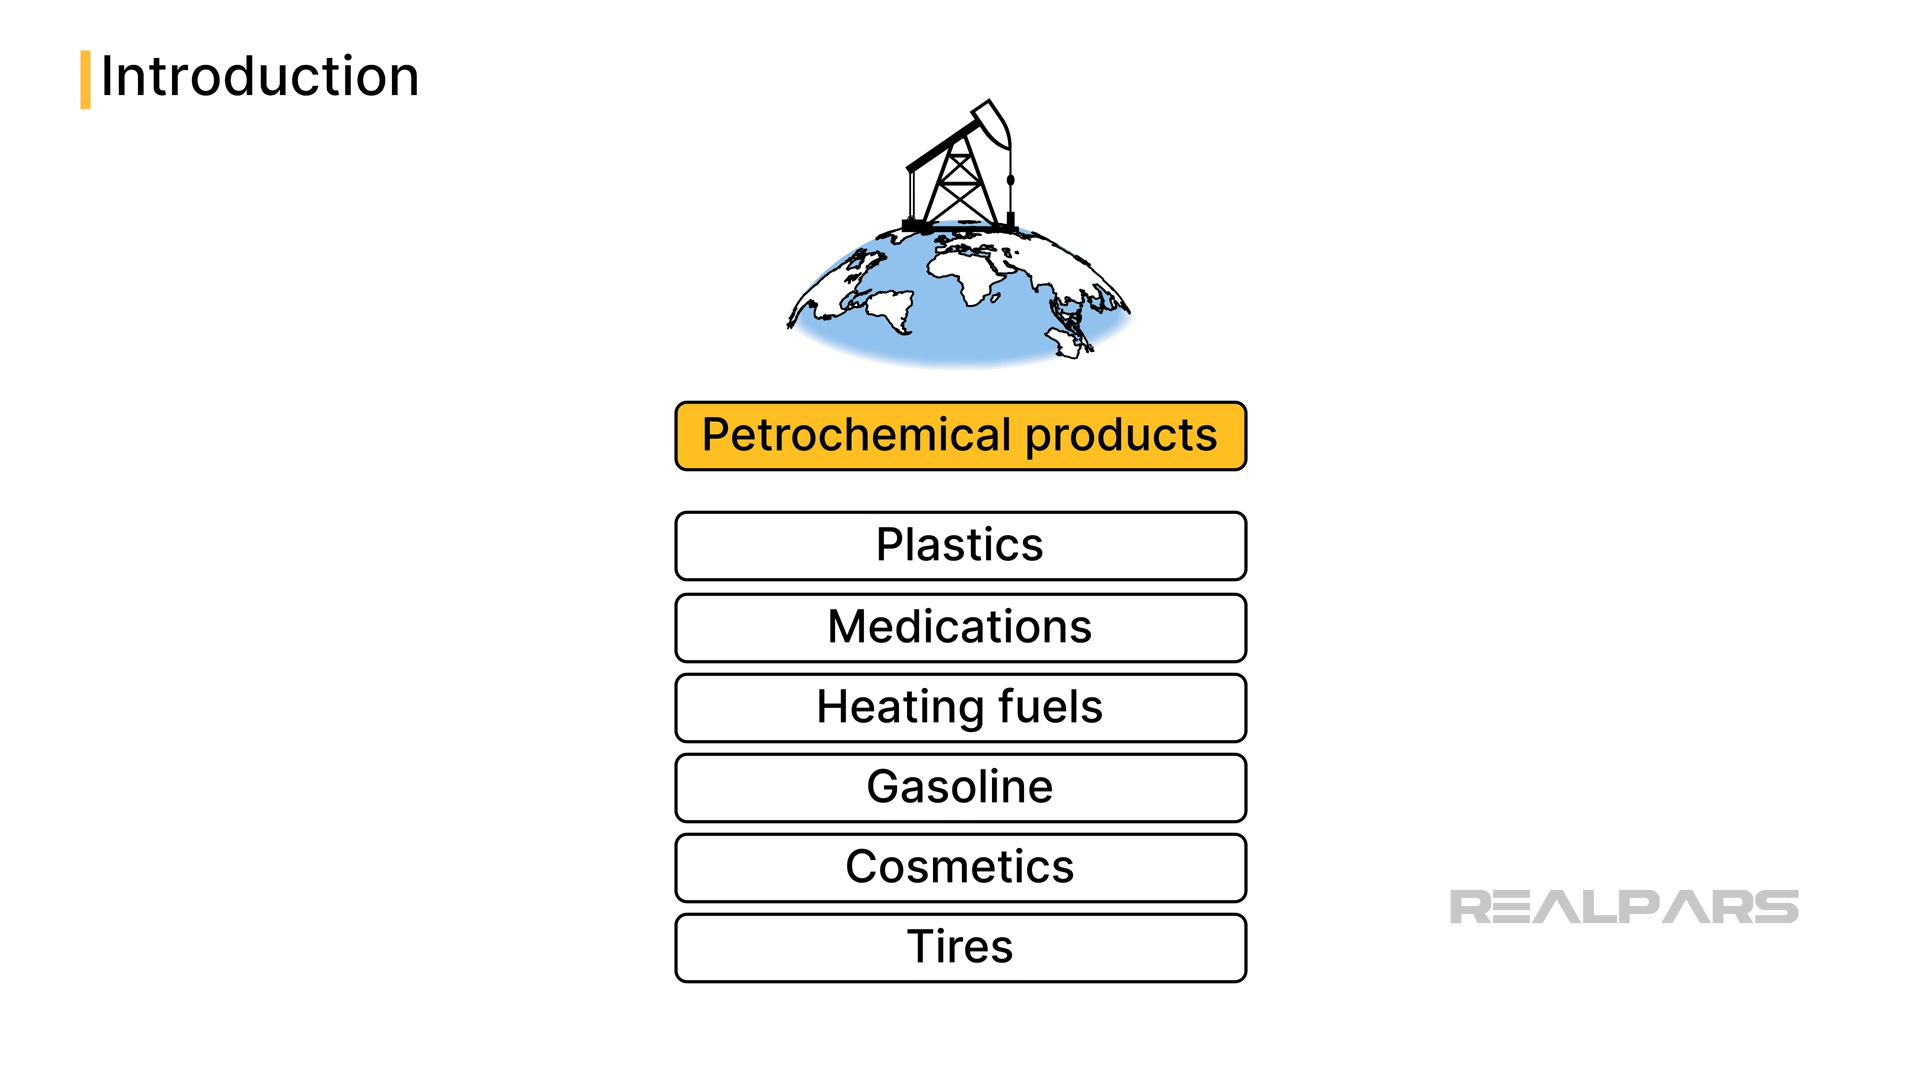 Introduction
Petrochemical products
Plastics
Medications
Heating fuels
Gasoline
Cosmetics
Tires
REALPARS